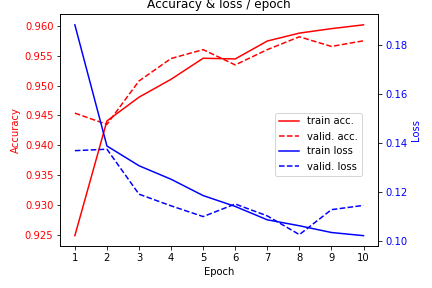 Accuracy & loss / epoch
0.960
0.955
0.950
0.945
0.940
0.935
0.930
0.925
Accuracy
0.18
0.16
0.14
0.12
0.10
Loss
train acc.
valid. acc.
train loss
valid. loss
1 2 3 4 5 6 7 8 9 10
Epoch